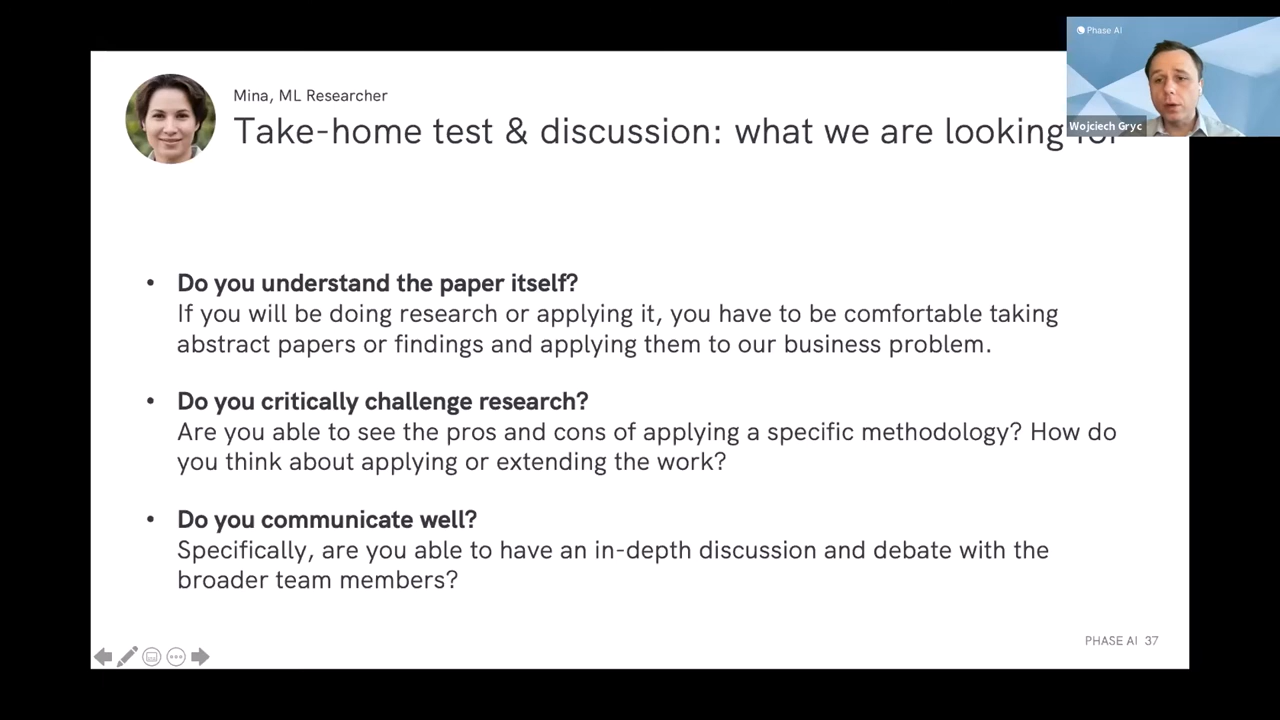 Phase AI
Wojciech Gryc
Mina, ML Researcher
Take-home test & discussion: what we are looking for
• Do you understand the paper itself?
If you will be doing research or applying it, you have to be comfortable taking
abstract papers or findings and applying them to our business problem.
• Do you critically challenge research?
Are you able to see the pros and cons of applying a specific methodology? How do
you think about applying or extending the work?
• Do you communicate well?
Specifically, are you able to have an in-depth discussion and debate with the
broader team members?
PHASE AI 37